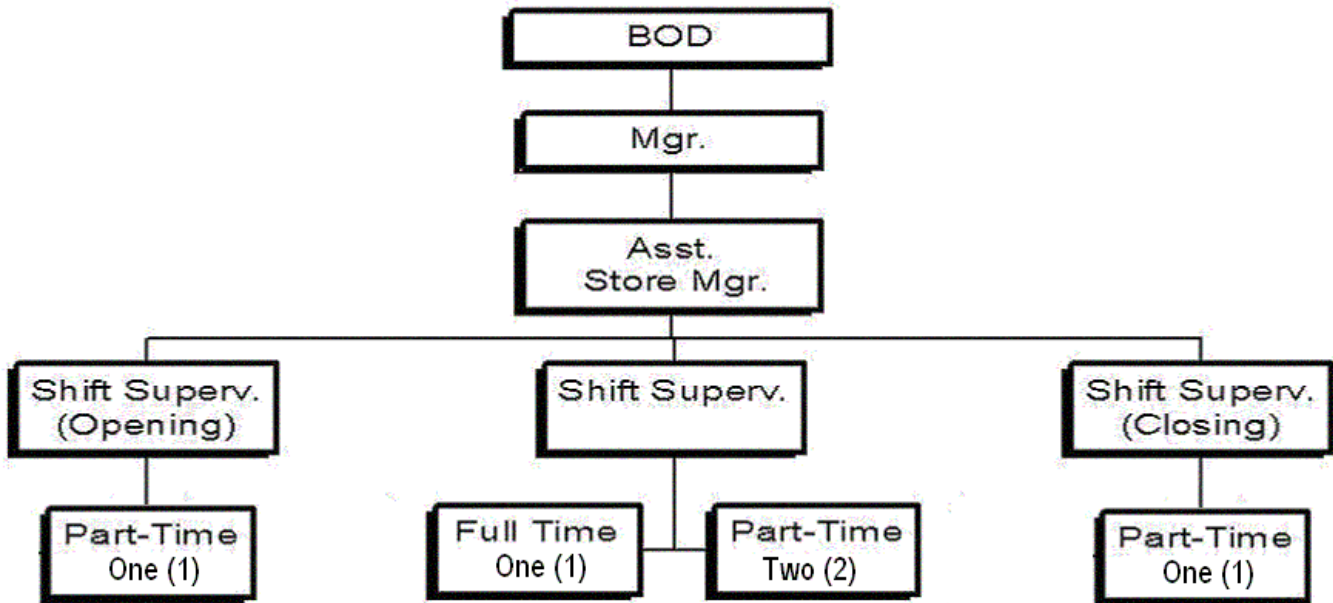 BOD
Mgr.
Asst.
Store Mgr.
Shift Superv.
(Opening)
Shift Superv.
Shift Superv.
(Closing)
Part-Time
One (1)
Full Time
One (1)
Part-Time
Two (2)
Part-Time
One (1)